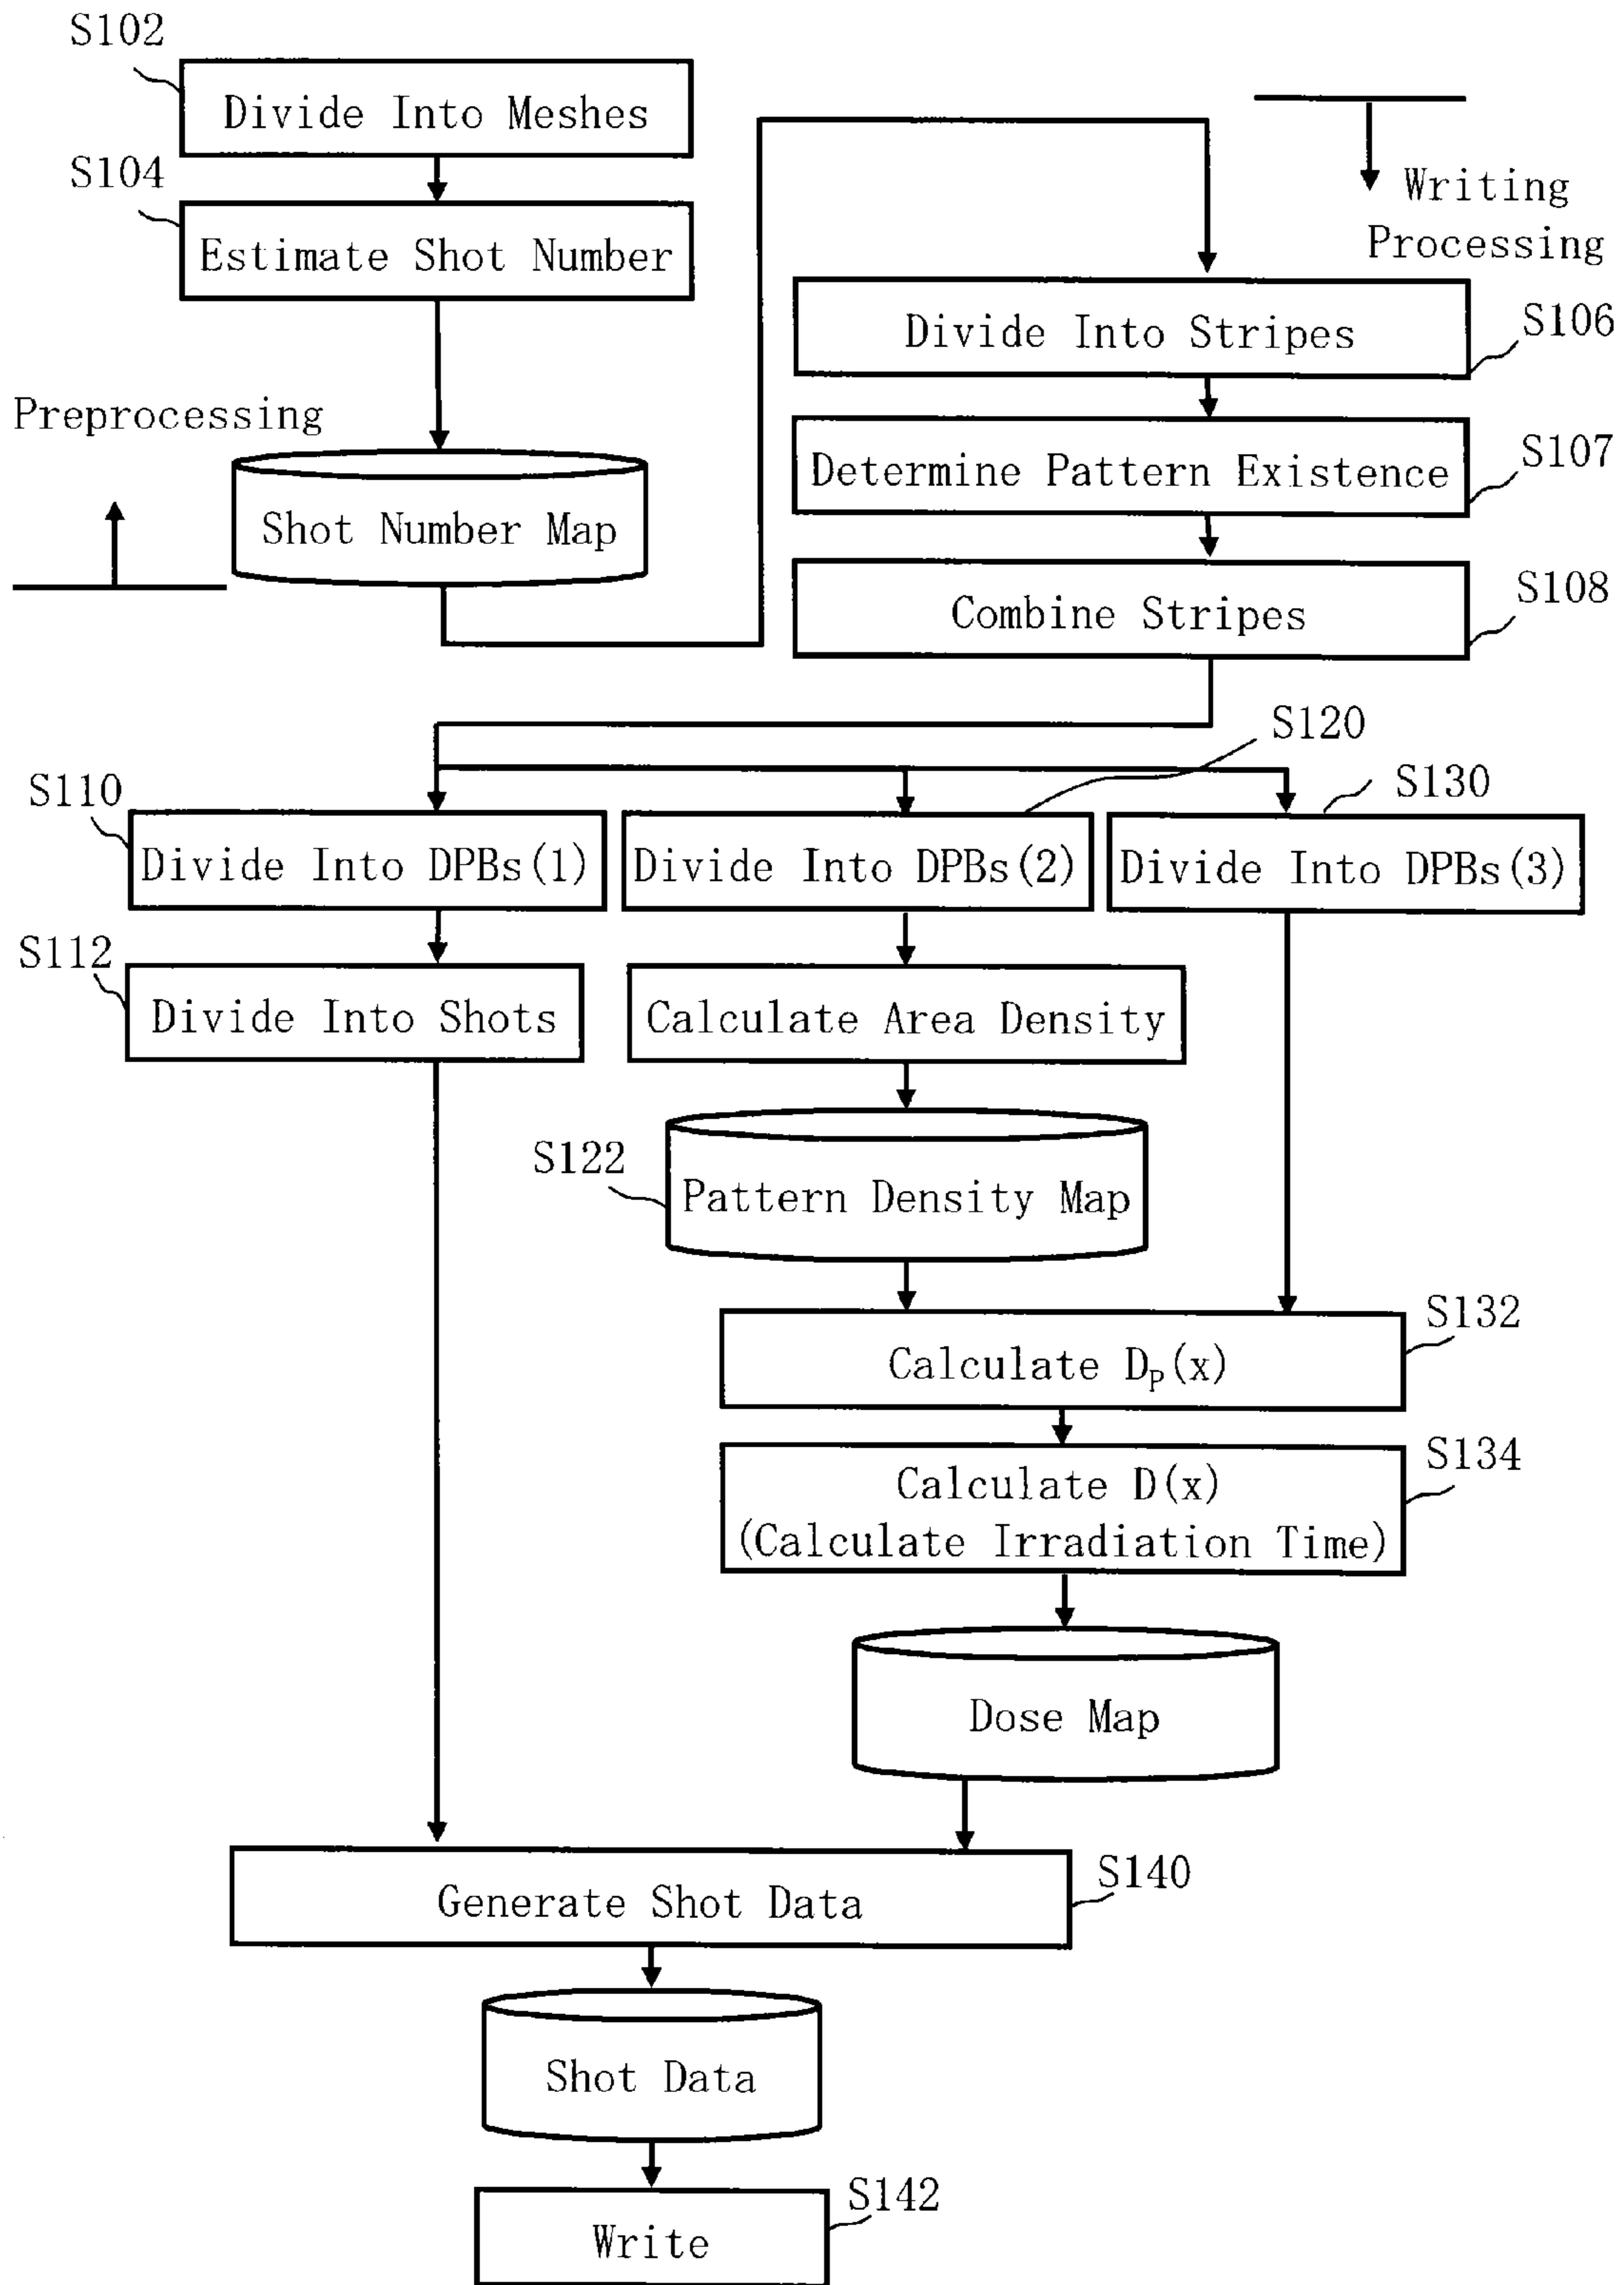 S102
Divide Into Meshes
S104
Estimate Shot Number
Preprocessing
Shot Number Map
Writing
Processing
Divide Into Stripes
S106
Determine Pattern Existence
S107
Combine Stripes
S108
S110
Divide Into DPBs(1)
S120
Divide Into DPBs(2)
S130
Divide Into DPBs(3)
S112
Divide Into Shots
Calculate Area Density
S122
Pattern Density Map
S132
Calculate DP(x)
S134
Calculate D(x)
(Calculate Irradiation Time)
Dose Map
Generate Shot Data
S140
Shot Data
S142
Write